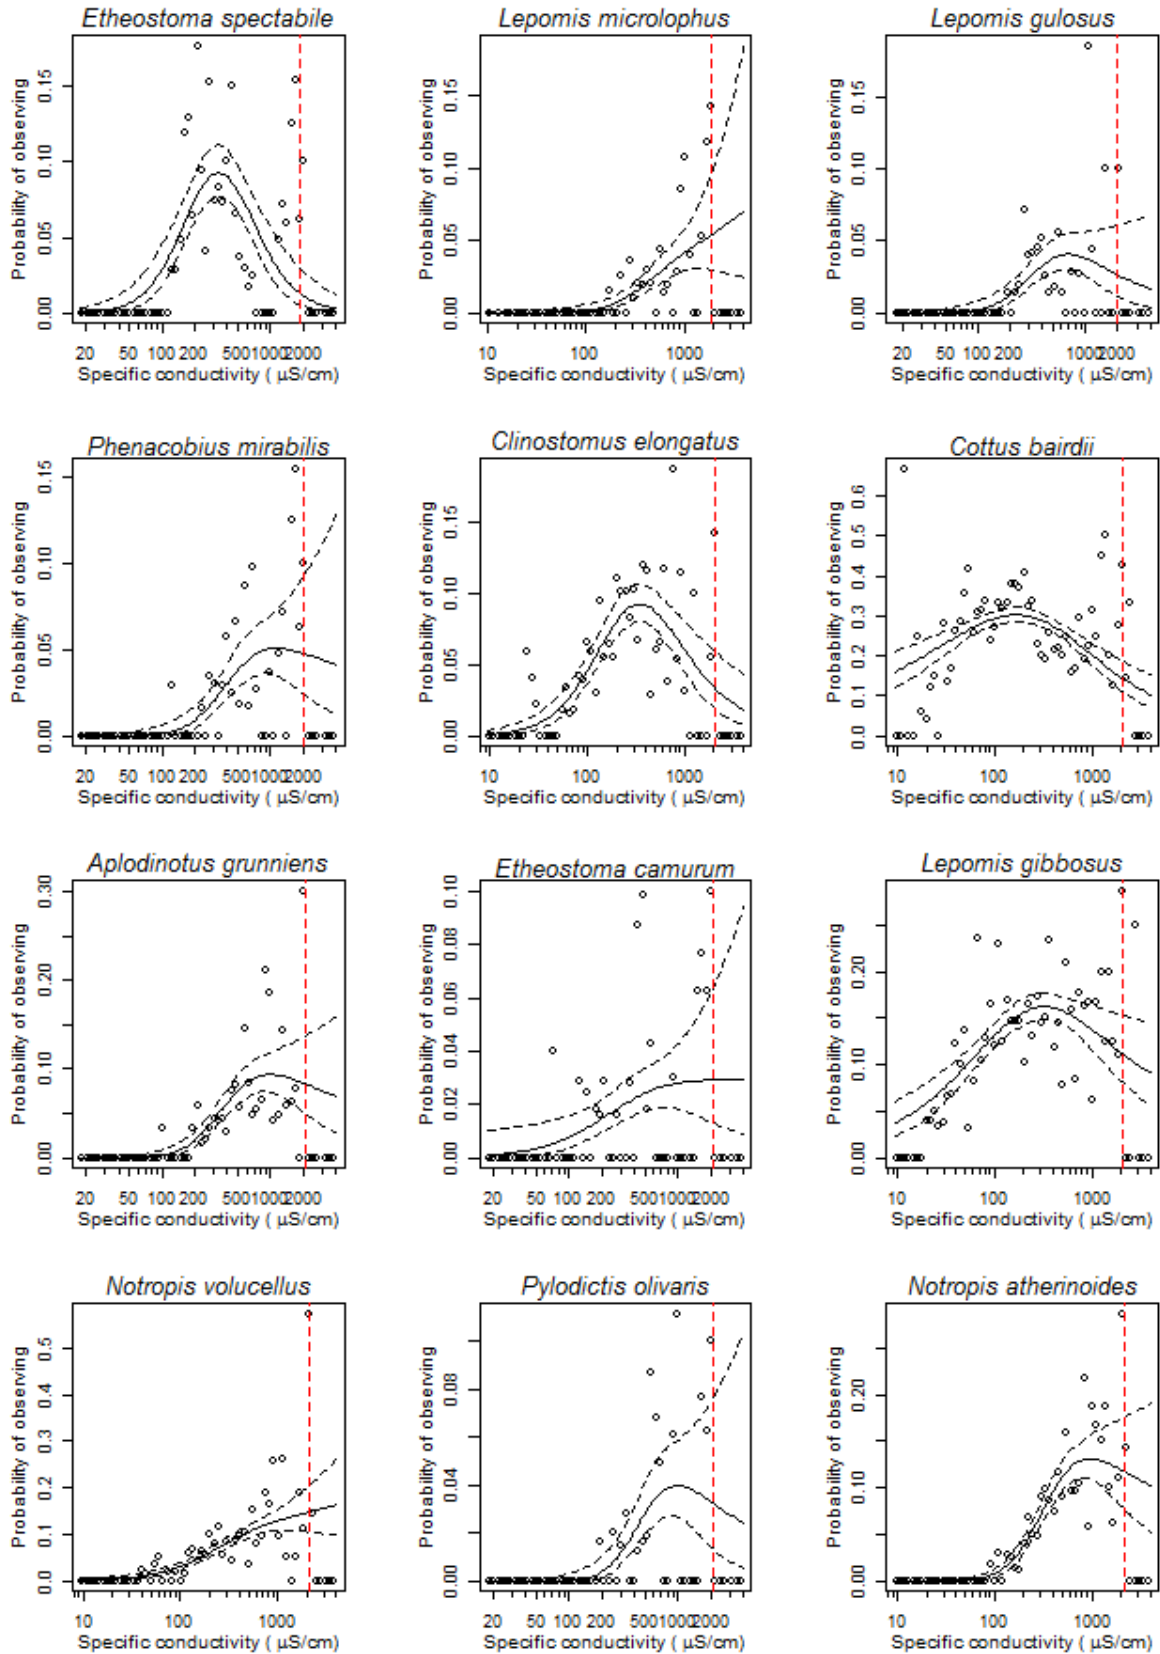 Etheostoma spectabile
Probability of observing
0.00 0.05 0.10 0.15
20 50 100 200 500 1000 2000
Specific conductivity ( μS/cm)
Lepomis microlophus
Probability of observing
0.00 0.05 0.10 0.15
10 100 1000
Specific conductivity ( μS/cm)
Lepomis gulosus
Probability of observing
0.00 0.05 0.10 0.15
20 50 100 200 1000 2000
Specific conductivity ( μS/cm)
Phenacobius mirabilis
Probability of observing
0.00 0.05 0.10 0.15
20 50 100 200 500 1000 2000
Specific conductivity ( μS/cm)
Clinostomus elongatus
Probability of observing
0.00 0.05 0.10 0.15
10 100 1000
Specific conductivity ( μS/cm)
Cottus bairdii
Probability of observing
0.0 0.1 0.2 0.3 0.4 0.5 0.6
10 100 1000
Specific conductivity ( μS/cm)
Aplodinotus grunniens
Probability of observing
0.00 0.10 0.20 0.30
20 50 100 200 500 1000 2000
Specific conductivity ( μS/cm)
Etheostoma camurum
Probability of observing
0.00 0.02 0.04 0.06 0.08 0.10
20 50 100 200 500 1000 2000
Specific conductivity ( μS/cm)
Lepomis gibbosus
Probability of observing
0.00 0.10 0.20
10 100 1000
Specific conductivity ( μS/cm)
Notropis volucellus
Probability of observing
0.0 0.1 0.2 0.3 0.4 0.5
10 100 1000
Specific conductivity ( μS/cm)
Pylodictis olivaris
Probability of observing
0.00 0.04 0.08
20 50 100 200 500 1000 2000
Specific conductivity ( μS/cm)
Notropis atherinoides
Probability of observing
0.00 0.10 0.20
10 100 1000
Specific conductivity ( μS/cm)